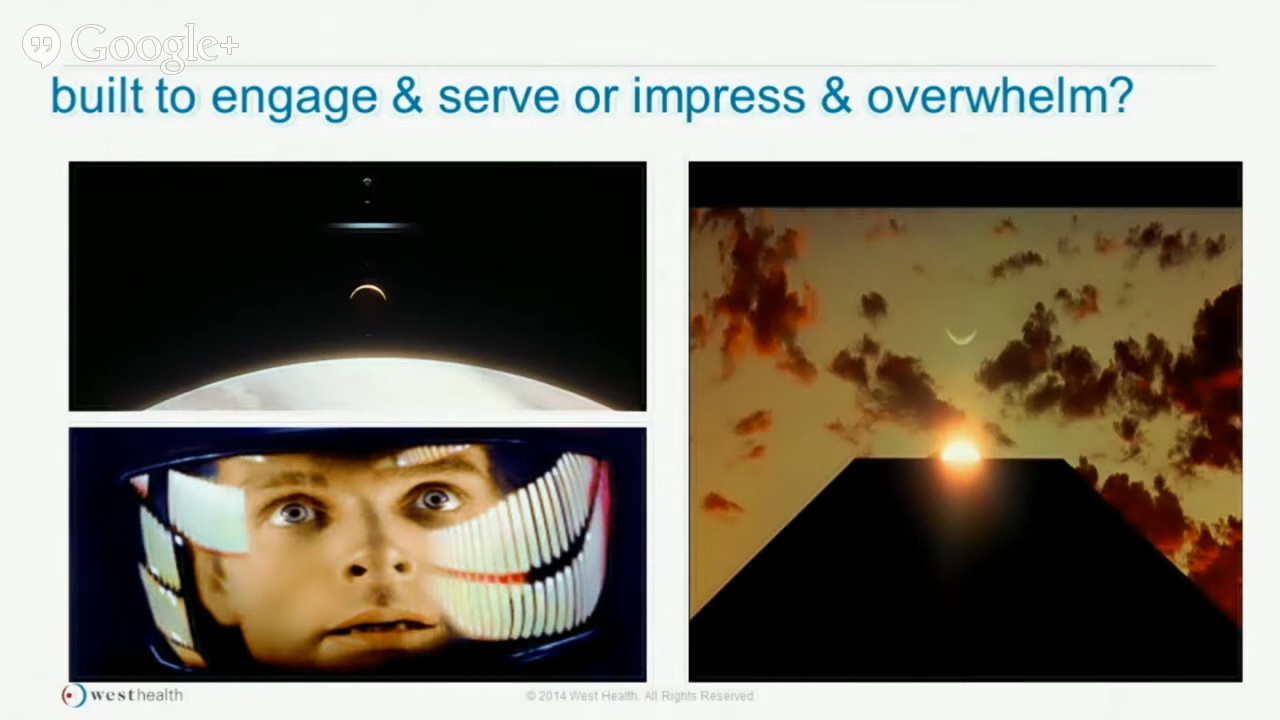 Google+
built to engage & serve or impress & overwhelm?
westhealth
© 2014 West Health. All Rights Reserved